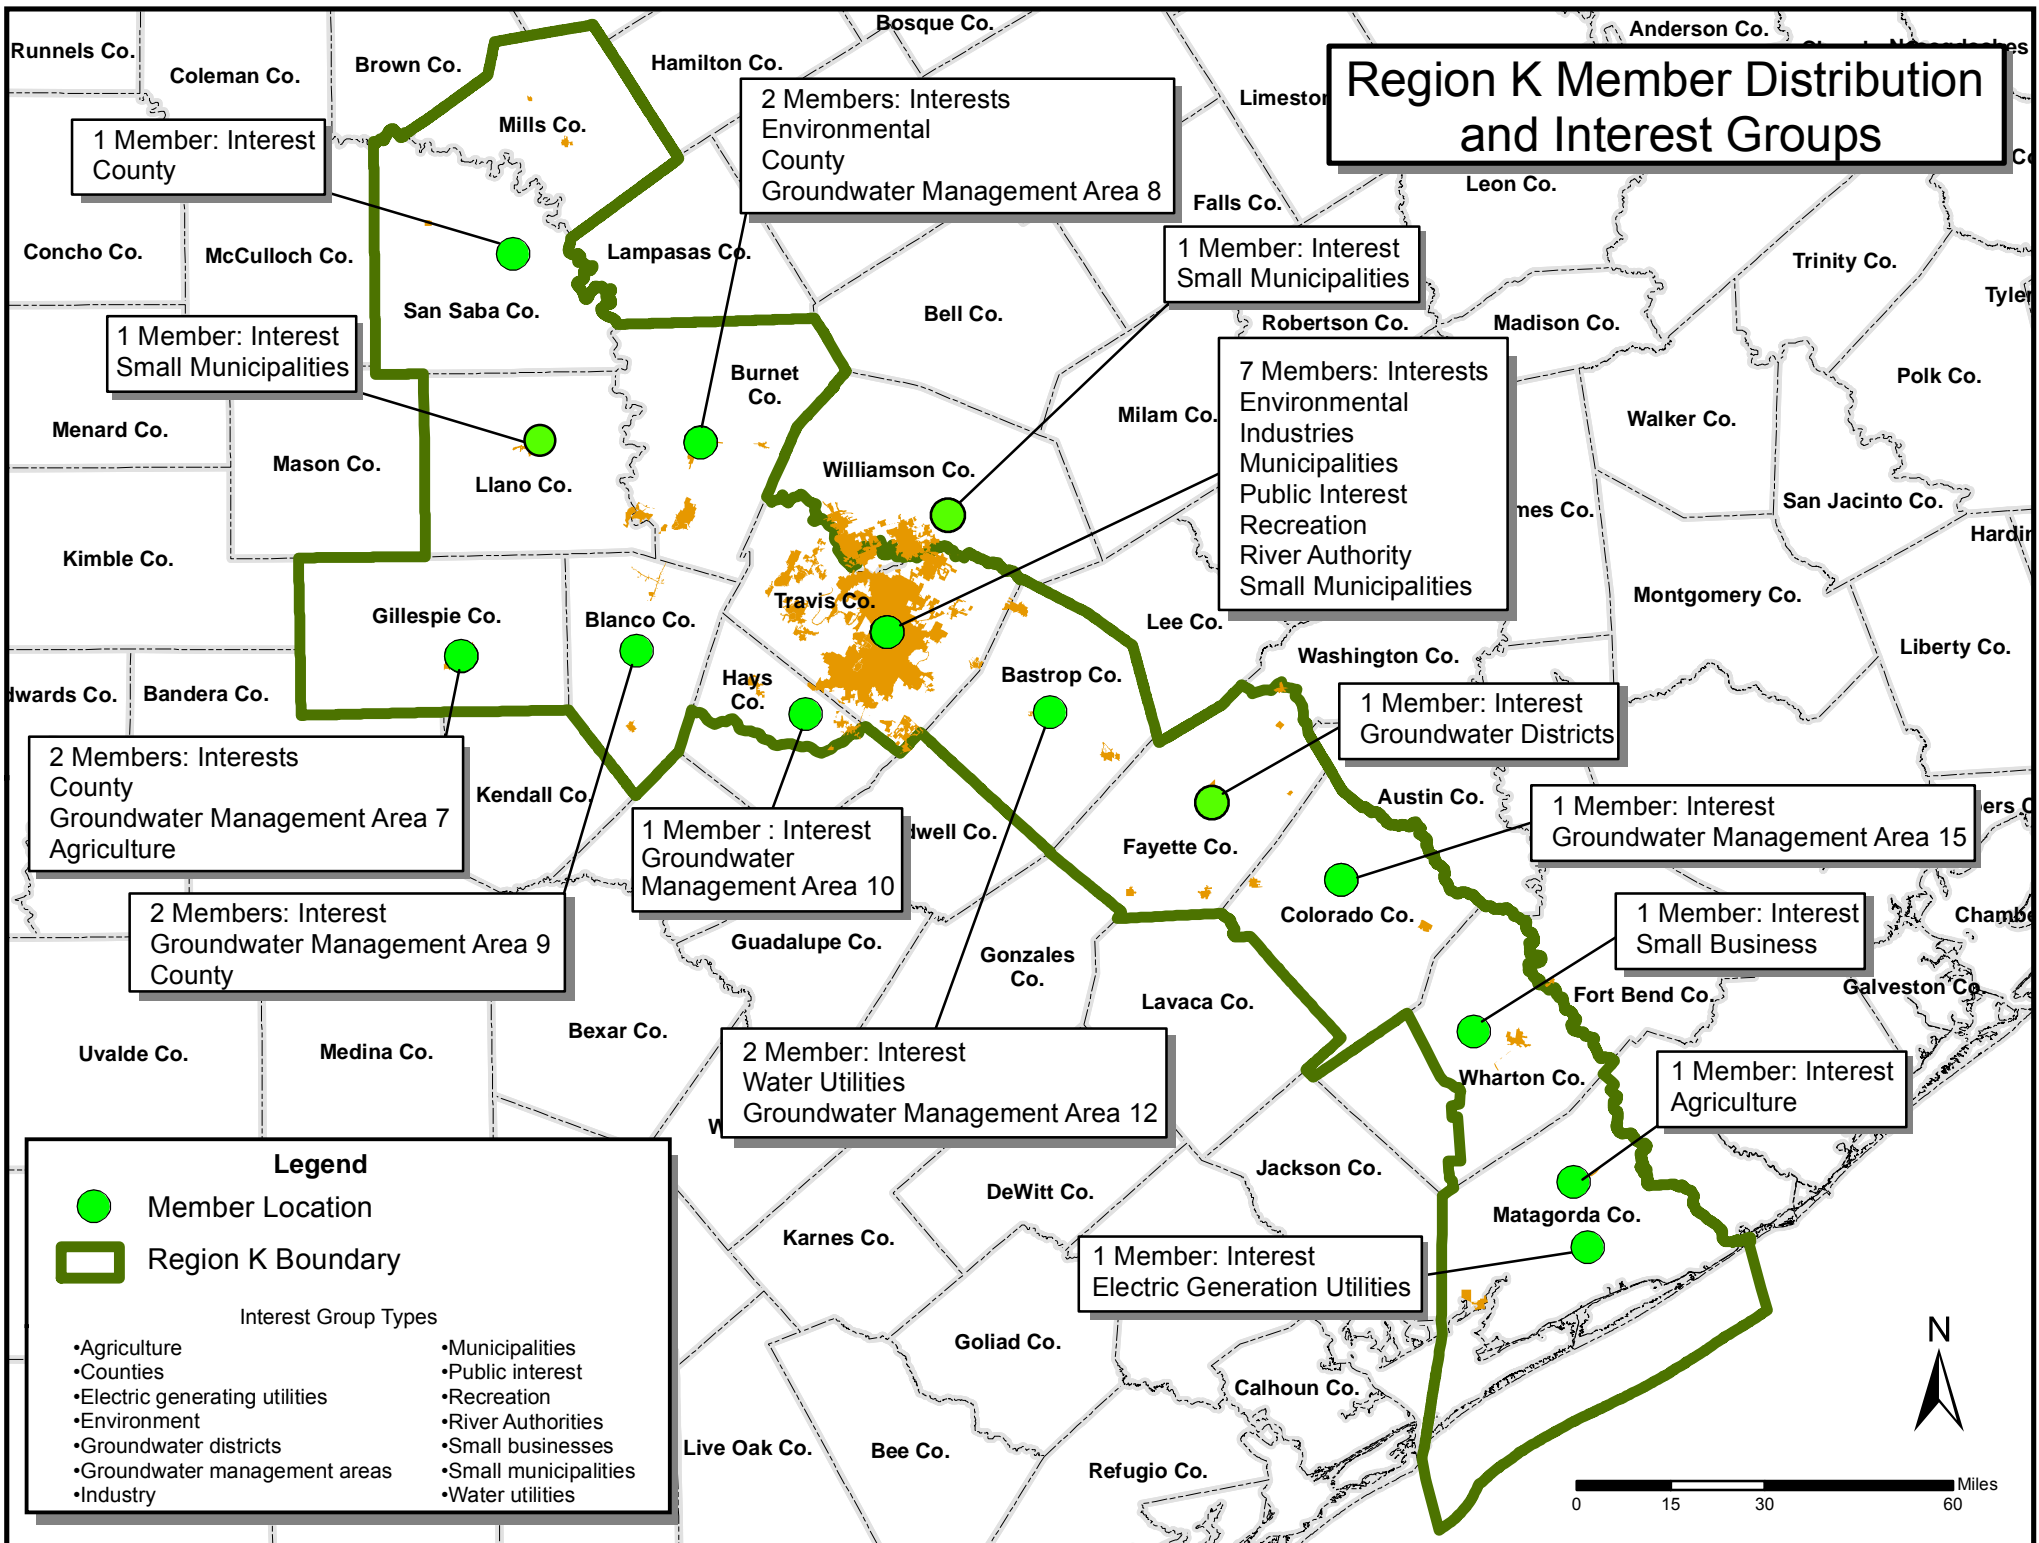 Region K Member Distribution
and Interest Groups
Runnels Co.
Coleman Co.
Brown Co.
Hamilton Co.
Bosque Co.
Anderson Co.
Mills Co.
Limeston
Leon Co.
Falls Co.
Concho Co.
McCulloch Co.
Lampasas Co.
San Saba Co.
Bell Co.
Robertson Co.
Madison Co.
Trinity Co.
Tyler
Polk Co.
Walker Co.
Menard Co.
Mason Co.
Llano Co.
Burnet
Co.
Milam Co.
Williamson Co.
mes Co.
San Jacinto Co.
Hardin
Kimble Co.
Gillespie Co.
Blanco Co.
Travis Co.
Lee Co.
Montgomery Co.
Liberty Co.
Washington Co.
dwards Co.
Bandera Co.
Hays
Co.
Bastrop Co.
Kendall Co.
dwell Co.
Fayette Co.
Austin Co.
ers C
Colorado Co.
Chambe
Guadalupe Co.
Gonzales
Co.
Lavaca Co.
Fort Bend Co.
Galveston Co.
Uvalde Co.
Medina Co.
Bexar Co.
W
Wharton Co.
Jackson Co.
DeWitt Co.
Karnes Co.
Matagorda Co.
Goliad Co.
Calhoun Co.
Live Oak Co.
Bee Co.
Refugio Co.
1 Member: Interest
County
2 Members: Interests
Environmental
County
Groundwater Management Area 8
1 Member: Interest
Small Municipalities
1 Member: Interest
Small Municipalities
7 Members: Interests
Environmental
Industries
Municipalities
Public Interest
Recreation
River Authority
Small Municipalities
1 Member: Interest
Groundwater Districts
2 Members: Interests
County
Groundwater Management Area 7
Agriculture
1 Member : Interest
Groundwater
Management Area 10
1 Member: Interest
Groundwater Management Area 15
2 Members: Interest
Groundwater Management Area 9
County
1 Member: Interest
Small Business
2 Member: Interest
Water Utilities
Groundwater Management Area 12
1 Member: Interest
Agriculture
1 Member: Interest
Electric Generation Utilities
Legend
Member Location
Region K Boundary
Interest Group Types
•Agriculture
•Counties
•Electric generating utilities
•Environment
•Groundwater districts
•Groundwater management areas
•Industry
•Municipalities
•Public interest
•Recreation
•River Authorities
•Small businesses
•Small municipalities
•Water utilities
N
Miles
0 15 30 60